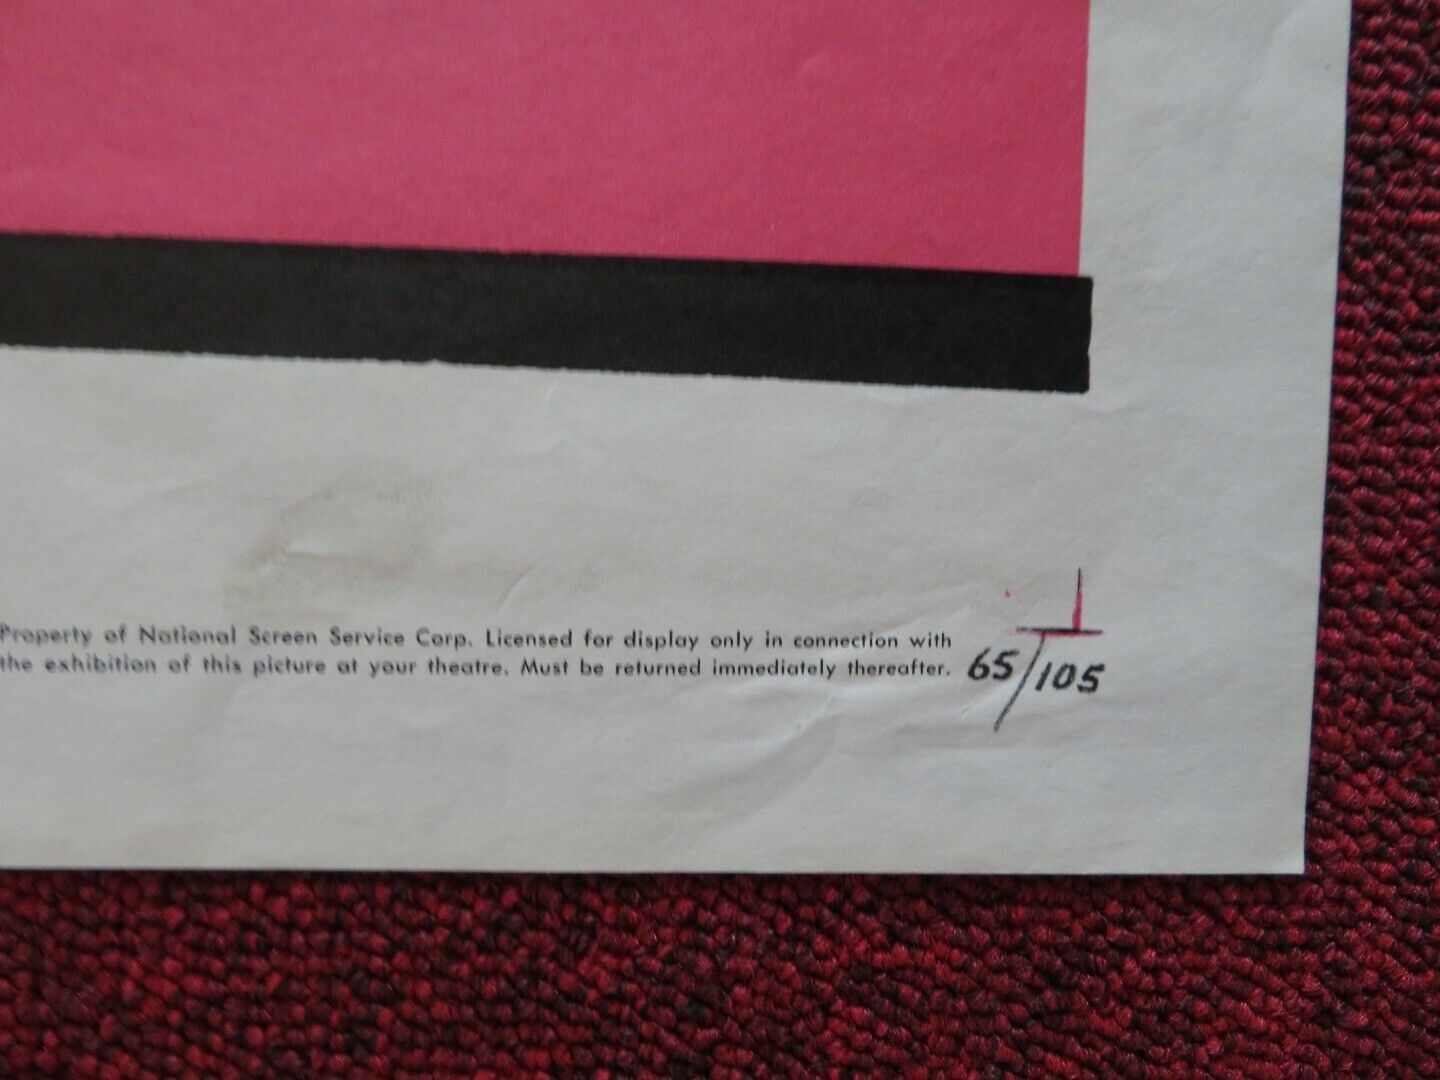 Property of National Screen Service Corp. Licensed for display only in connection with
the exhibition of this picture at your theatre. Must be returned immediately thereafter. 65/105